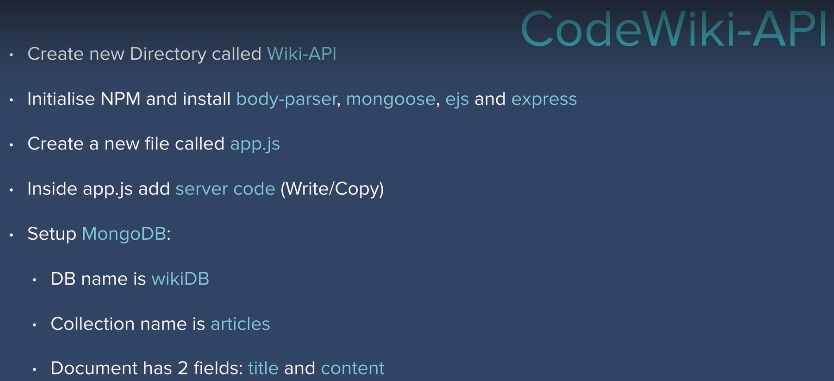 CodeWiki-API
• Create new Directory called Wiki-API
• Initialise NPM and install body-parser, mongoose, ejs and express
• Create a new file called app.js
• Inside app.js add server code (Write/Copy)
• Setup MongoDB:
• DB name is wikiDB
• Collection name is articles
• Document has 2 fields: title and content